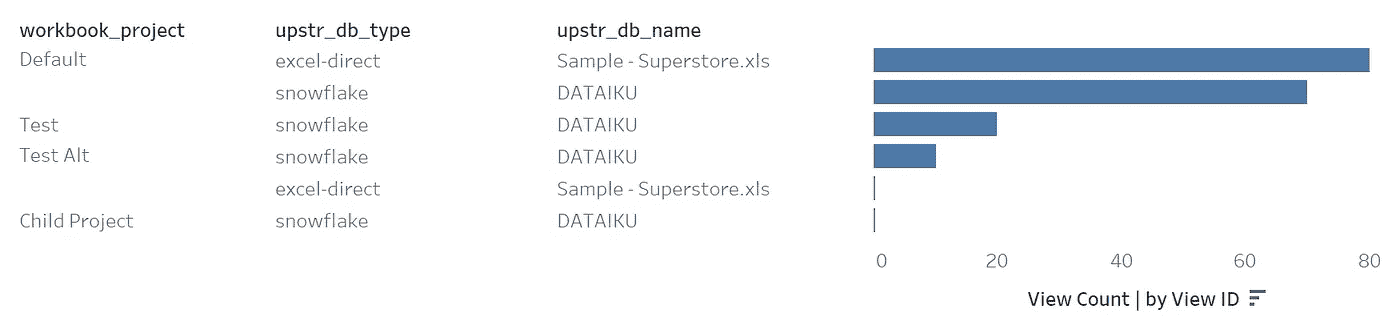 workbook_project upstr_db_type upstr_db_name
Default excel-direct Sample - Superstore.xls
snowflake DATAIKU
Test snowflake DATAIKU
Test Alt snowflake DATAIKU
excel-direct Sample - Superstore.xls
Child Project snowflake DATAIKU
0 20 40 60 80
View Count | by View ID